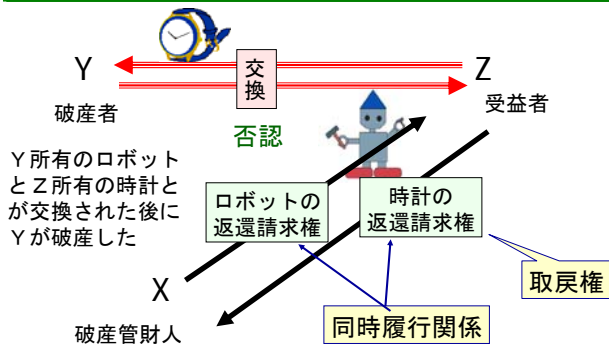 Y
破産者
交
換
Z
受益者
否認
Y所有のロボット
とZ所有の時計と
が交換された後に
Yが破産した
ロボットの
返還請求権
時計の
返還請求権
取戻権
X
破産管財人
同時履行関係